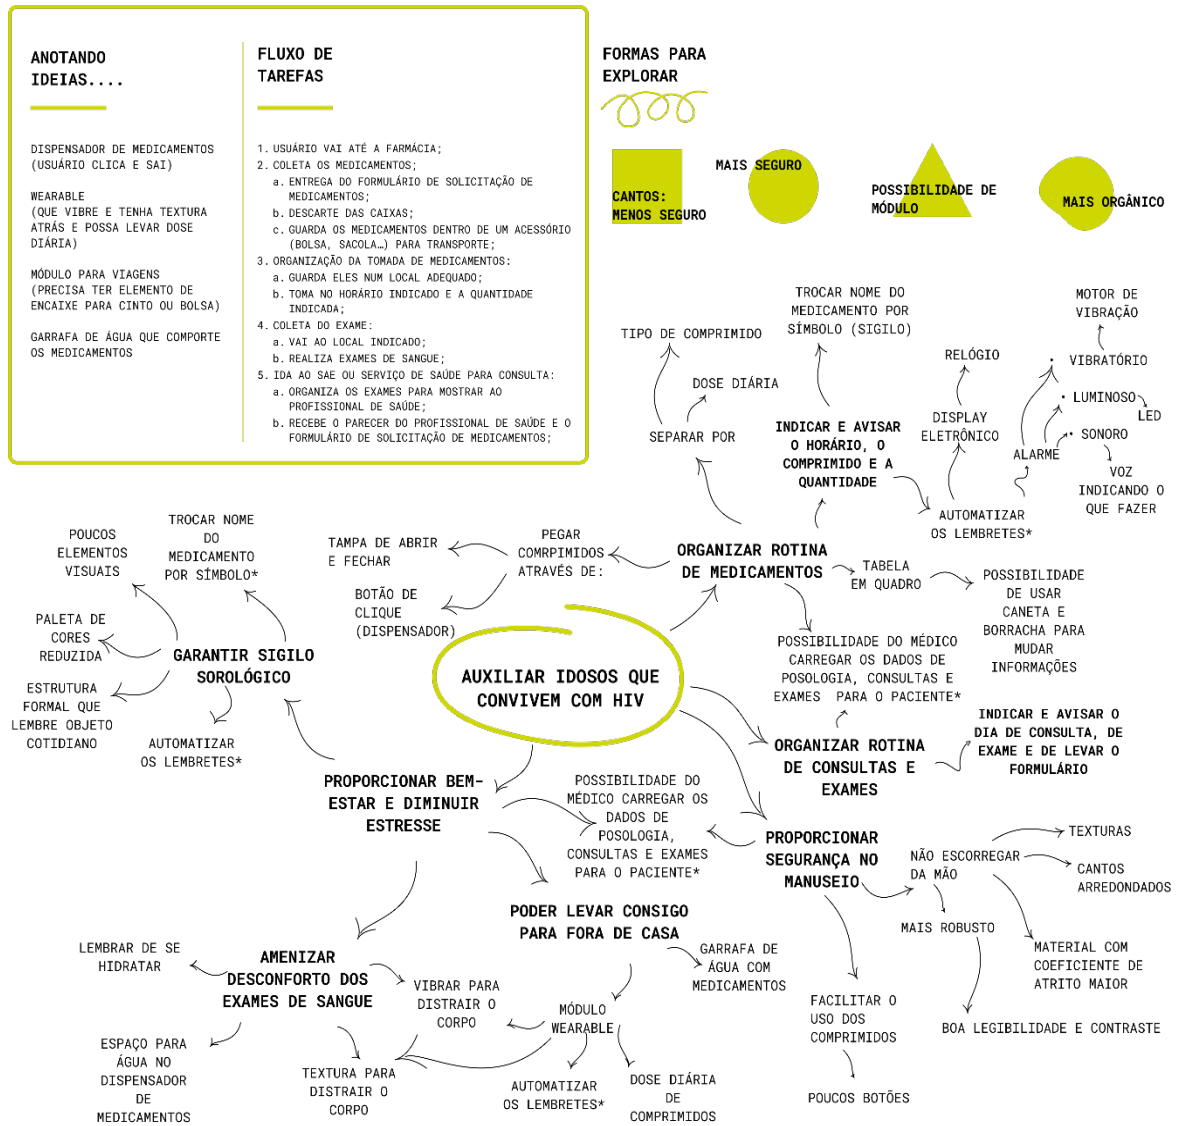 ANOTANDO
IDEIAS....
DISPENSADOR DE MEDICAMENTOS
(USUÁRIO CLICA E SAI)
WEARABLE
(QUE VIBRE E TENHA TEXTURA
ATRÁS E POSSA LEVAR DOSE
DIÁRIA)
MÓDULO PARA VIAGENS
(PRECISA TER ELEMENTO DE
ENCAIXE PARA CINTO OU BOLSA)
GARRAFA DE ÁGUA QUE COMPORTE
OS MEDICAMENTOS
FLUXO DE
TAREFAS
1. USUÁRIO VAI ATÉ A FARMÁCIA;
2. COLETA OS MEDICAMENTOS;
a. ENTREGA DO FORMULÁRIO DE SOLICITAÇÃO DE
MEDICAMENTOS;
b. DESCARTE DAS CAIXAS;
c. GUARDA OS MEDICAMENTOS DENTRO DE UM ACESSÓRIO
(BOLSA, SACOLA…) PARA TRANSPORTE;
3. ORGANIZAÇÃO DA TOMADA DE MEDICAMENTOS:
a. GUARDA ELES NUM LOCAL ADEQUADO;
b. TOMA NO HORÁRIO INDICADO E A QUANTIDADE
INDICADA;
4. COLETA DO EXAME:
a. VAI AO LOCAL INDICADO;
b. REALIZA EXAMES DE SANGUE;
5. IDA AO SAE OU SERVIÇO DE SAÚDE PARA CONSULTA:
a. ORGANIZA OS EXAMES PARA MOSTRAR AO
PROFISSIONAL DE SAÚDE;
b. RECEBE O PARECER DO PROFISSIONAL DE SAÚDE E O
FORMULÁRIO DE SOLICITAÇÃO DE MEDICAMENTOS;
FORMAS PARA
EXPLORAR
CANTOS:
MENOS SEGURO
MAIS SEGURO
POSSIBILIDADE DE
MÓDULO
MAIS ORGÂNICO
TIPO DE COMPRIMIDO
DOSE DIÁRIA
SEPARAR POR
TROCAR NOME DO
MEDICAMENTO POR
SÍMBOLO (SIGILO)
INDICAR E AVISAR
O HORÁRIO, O
COMPRIMIDO E A
QUANTIDADE
RELÓGIO
DISPLAY
ELETRÔNICO
MOTOR DE
VIBRAÇÃO
• VIBRATÓRIO
• LUMINOSO
LED
• SONORO
ALARME
VOZ
INDICANDO O
QUE FAZER
AUTOMATIZAR
OS LEMBRETES*
POUCOS
ELEMENTOS
VISUAIS
TROCAR NOME
DO
MEDICAMENTO
POR SÍMBOLO*
PALETA DE
CORES
REDUZIDA
GARANTIR SIGILO
SOROLÓGICO
ESTRUTURA
FORMAL QUE
LEMBRE OBJETO
COTIDIANO
AUTOMATIZAR
OS LEMBRETES*
TAMPA DE ABRIR
E FECHAR
PEGAR
COMRPIMIDOS
ATRAVÉS DE:
BOTÃO DE
CLIQUE
(DISPENSADOR)
ORGANIZAR ROTINA
DE MEDICAMENTOS
TABELA
EM QUADRO
POSSIBILIDADE
DE USAR
CANETA E
BORRACHA PARA
MUDAR
INFORMAÇÕES
AUXILIAR IDOSOS QUE
CONVIVEM COM HIV
POSSIBILIDADE DO MÉDICO
CARREGAR OS DADOS DE
POSOLOGIA, CONSULTAS E
EXAMES PARA O PACIENTE*
ORGANIZAR ROTINA
DE CONSULTAS E
EXAMES
INDICAR E AVISAR O
DIA DE CONSULTA, DE
EXAME E DE LEVAR O
FORMULÁRIO
PROPORCIONAR BEM-
ESTAR E DIMINUIR
ESTRESSE
POSSIBILIDADE DO
MÉDICO CARREGAR OS
DADOS DE
POSOLOGIA,
CONSULTAS E EXAMES
PARA O PACIENTE*
PROPORCIONAR
SEGURANÇA NO
MANUSEIO
NÃO ESCORREGAR
DA MÃO
TEXTURAS
CANTOS
ARREDONDADOS
MAIS ROBUSTO
MATERIAL COM
COEFICIENTE DE
ATRITO MAIOR
BOA LEGIBILIDADE E CONTRASTE
FACILITAR O
USO DOS
COMPRIMIDOS
POUCOS BOTÕES
PODER LEVAR CONSIGO
PARA FORA DE CASA
GARRAFA DE
ÁGUA COM
MEDICAMENTOS
MÓDULO
WEARABLE
AUTOMATIZAR
OS LEMBRETES*
DOSE DIÁRIA
DE
COMPRIMIDOS
LEMBRAR DE SE
HIDRATAR
AMENIZAR
DESCONFORTO DOS
EXAMES DE SANGUE
VIBRAR PARA
DISTRAIR O
CORPO
ESPAÇO PARA
ÁGUA NO
DISPENSADOR
DE
MEDICAMENTOS
TEXTURA PARA
DISTRAIR O
CORPO